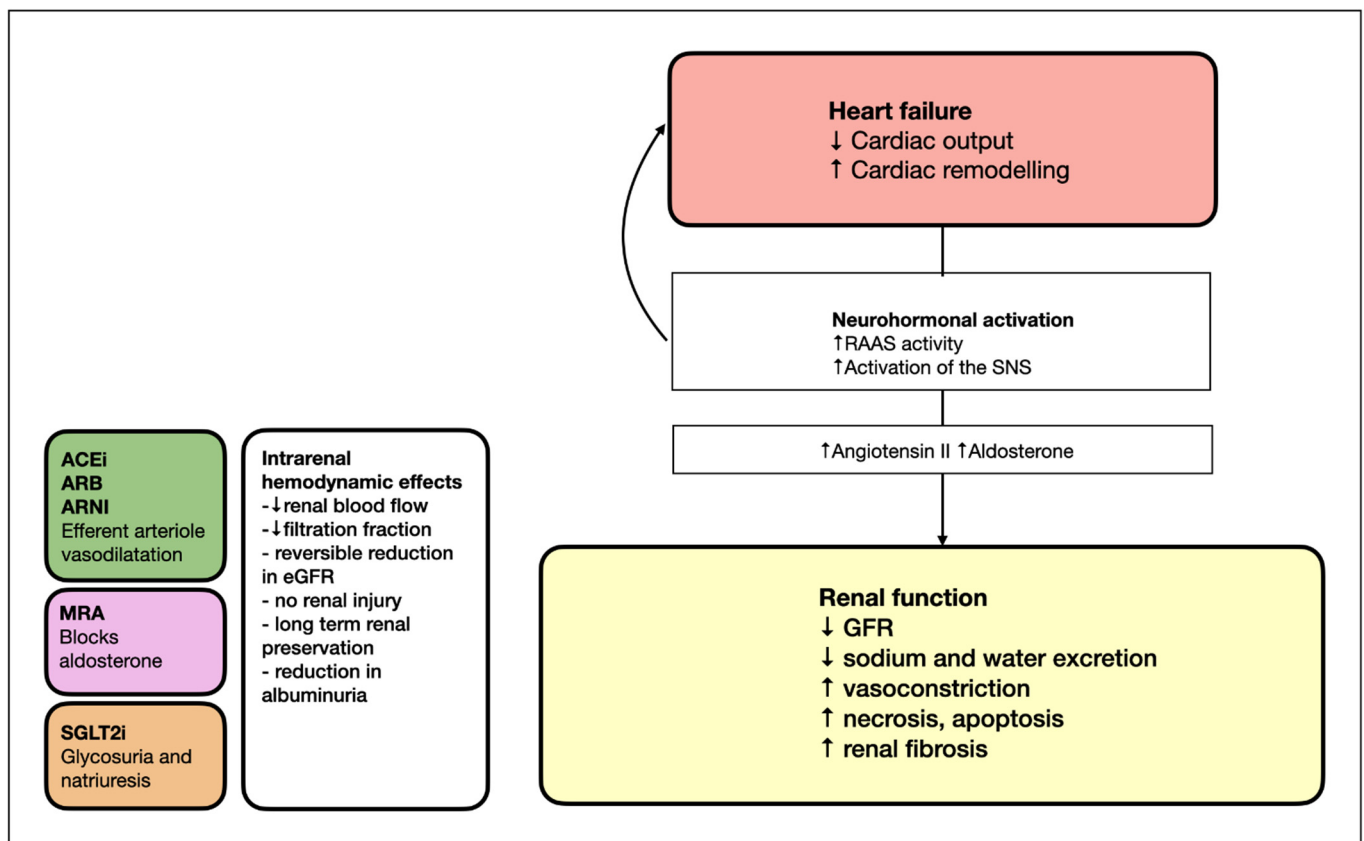 Heart failure
↓ Cardiac output
↑ Cardiac remodelling
Neurohormonal activation
↑RAAS activity
↑Activation of the SNS
↑Angiotensin II ↑Aldosterone
ACEi
ARB
ARNI
Efferent arteriole
vasodilatation
MRA
Blocks
aldosterone
SGLT2i
Glycosuria and
natriuresis
Intrarenal
hemodynamic effects
-↓renal blood flow
-↓filtration fraction
- reversible reduction
in eGFR
- no renal injury
- long term renal
preservation
- reduction in
albuminuria
Renal function
↓ GFR
↓ sodium and water excretion
↑ vasoconstriction
↑ necrosis, apoptosis
↑ renal fibrosis